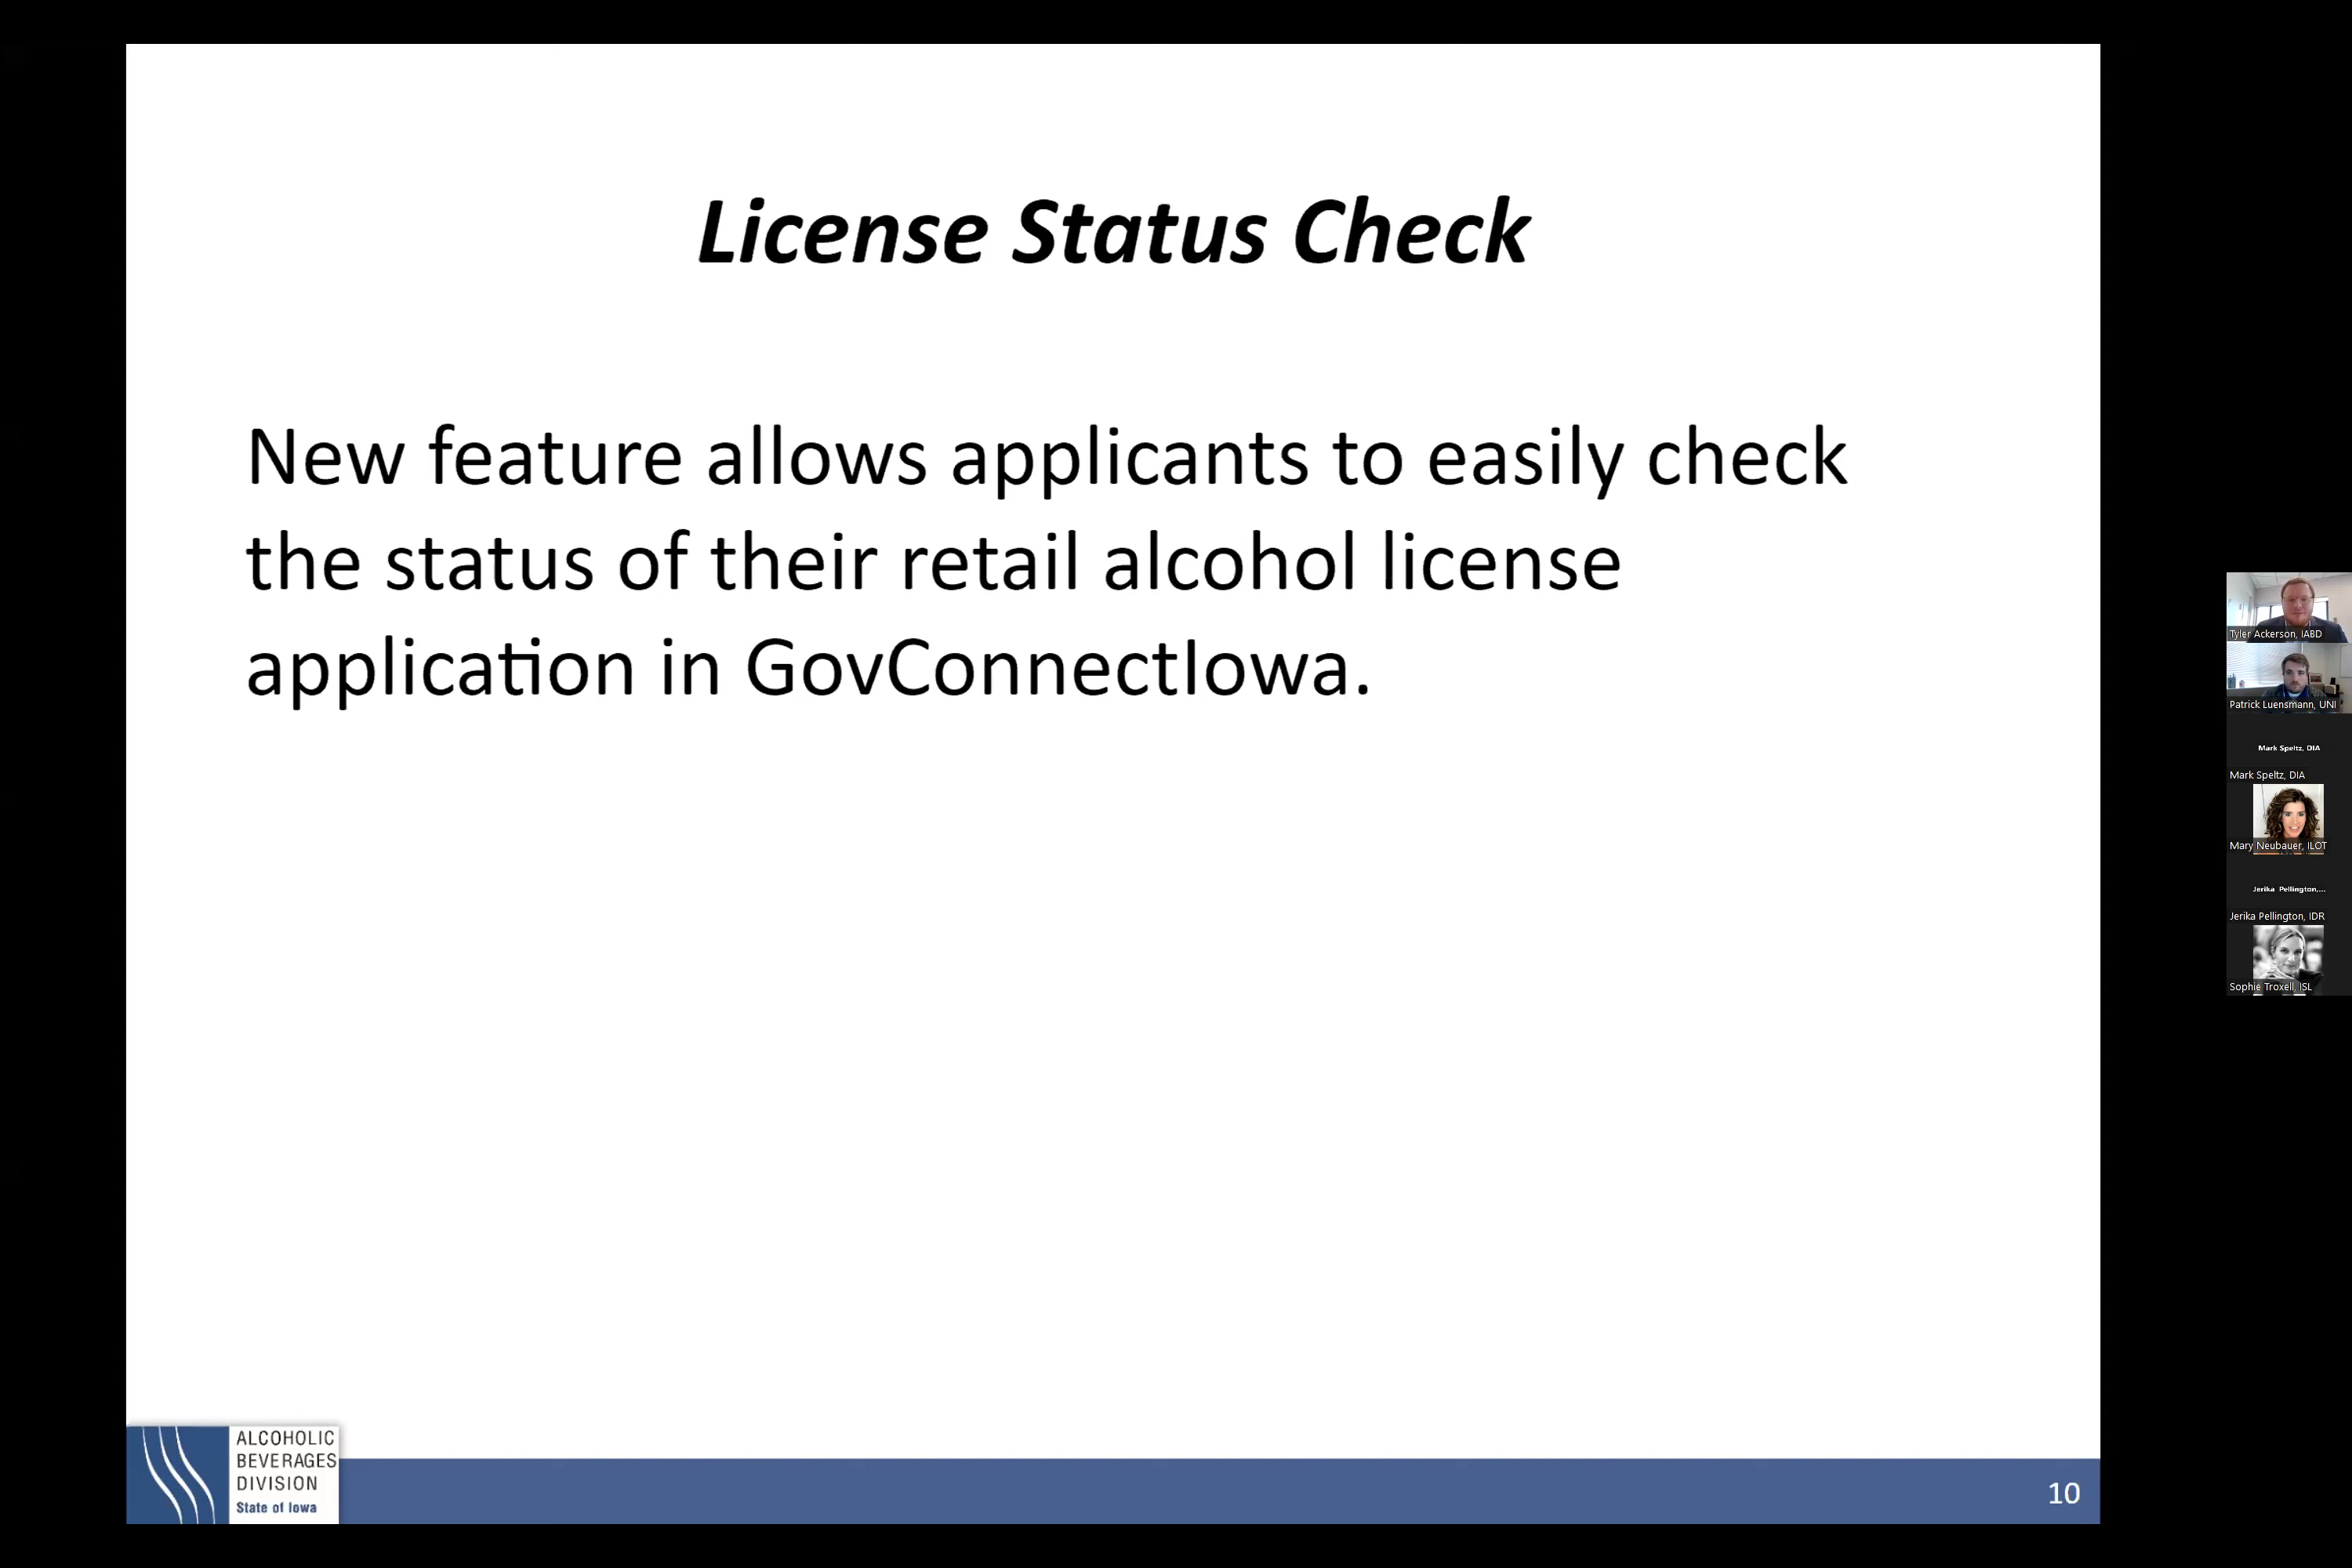 License Status Check
New feature allows applicants to easily check
the status of their retail alcohol license
application in GovConnectIowa.
ALCOHOLIC
BEVERAGES
DIVISION
State of Iowa
10
Tyler Ackerson, IABD
Patrick Luensmann, UNI
Mark Speltz, DIA
Mark Speltz, DIA
Mary Neubauer, ILOT
Jerika Pellington,...
Jerika Pellington, IDR
Sophie Troxell, ISL